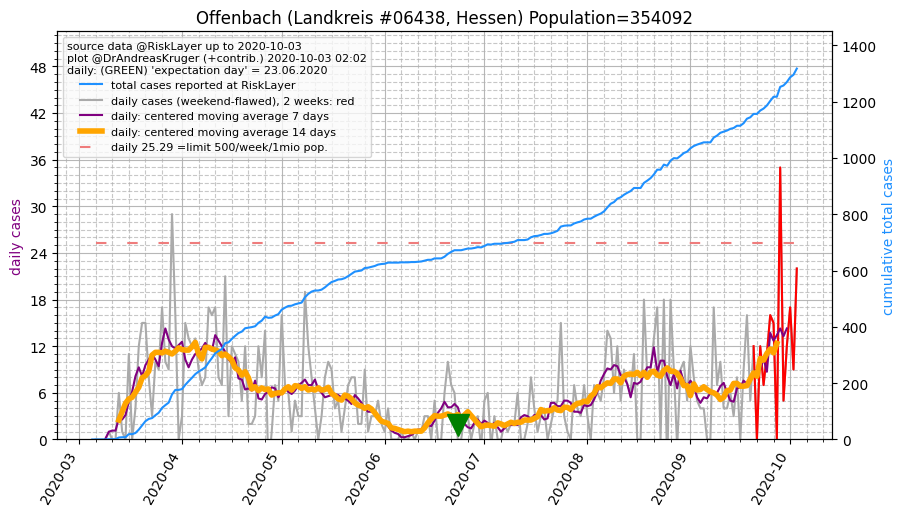 Offenbach (Landkreis #06438, Hessen) Population=354092
source data @RiskLayer up to 2020-10-03
plot @DrAndreasKruger (+contrib.) 2020-10-03 02:02
daily: (GREEN) 'expectation day' = 23.06.2020
total cases reported at RiskLayer
daily cases (weekend-flawed), 2 weeks: red
daily: centered moving average 7 days
daily: centered moving average 14 days
daily 25.29 =limit 500/week/1mio pop.
daily cases
48
42
36
30
24
18
12
6
0
cumulative total cases
1400
1200
1000
800
600
400
200
0
2020-03
2020-04
2020-05
2020-06
2020-07
2020-08
2020-09
2020-10